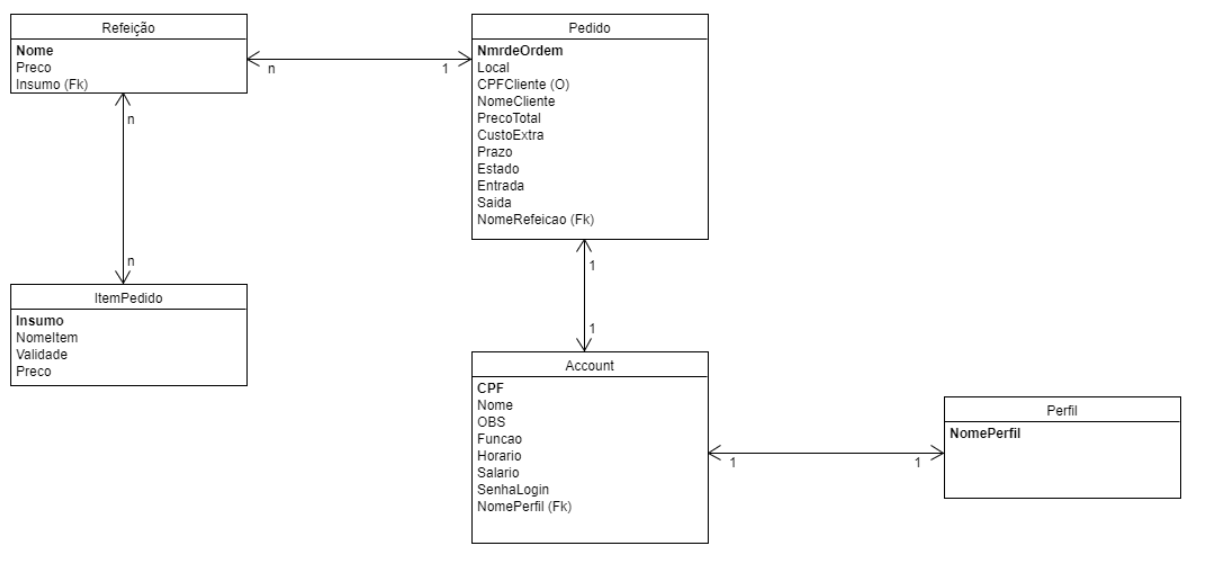 Refeição
Nome
Preco
Insumo (Fk)
n
1
Pedido
NmrdeOrdem
Local
CPFCliente (O)
NomeCliente
PrecoTotal
CustoExtra
Prazo
Estado
Entrada
Saida
NomeRefeicao (Fk)
n
n
ItemPedido
Insumo
NomeItem
Validade
Preco
1
1
Account
CPF
Nome
OBS
Funcao
Horario
Salario
SenhaLogin
NomePerfil (Fk)
1
1
Perfil
NomePerfil